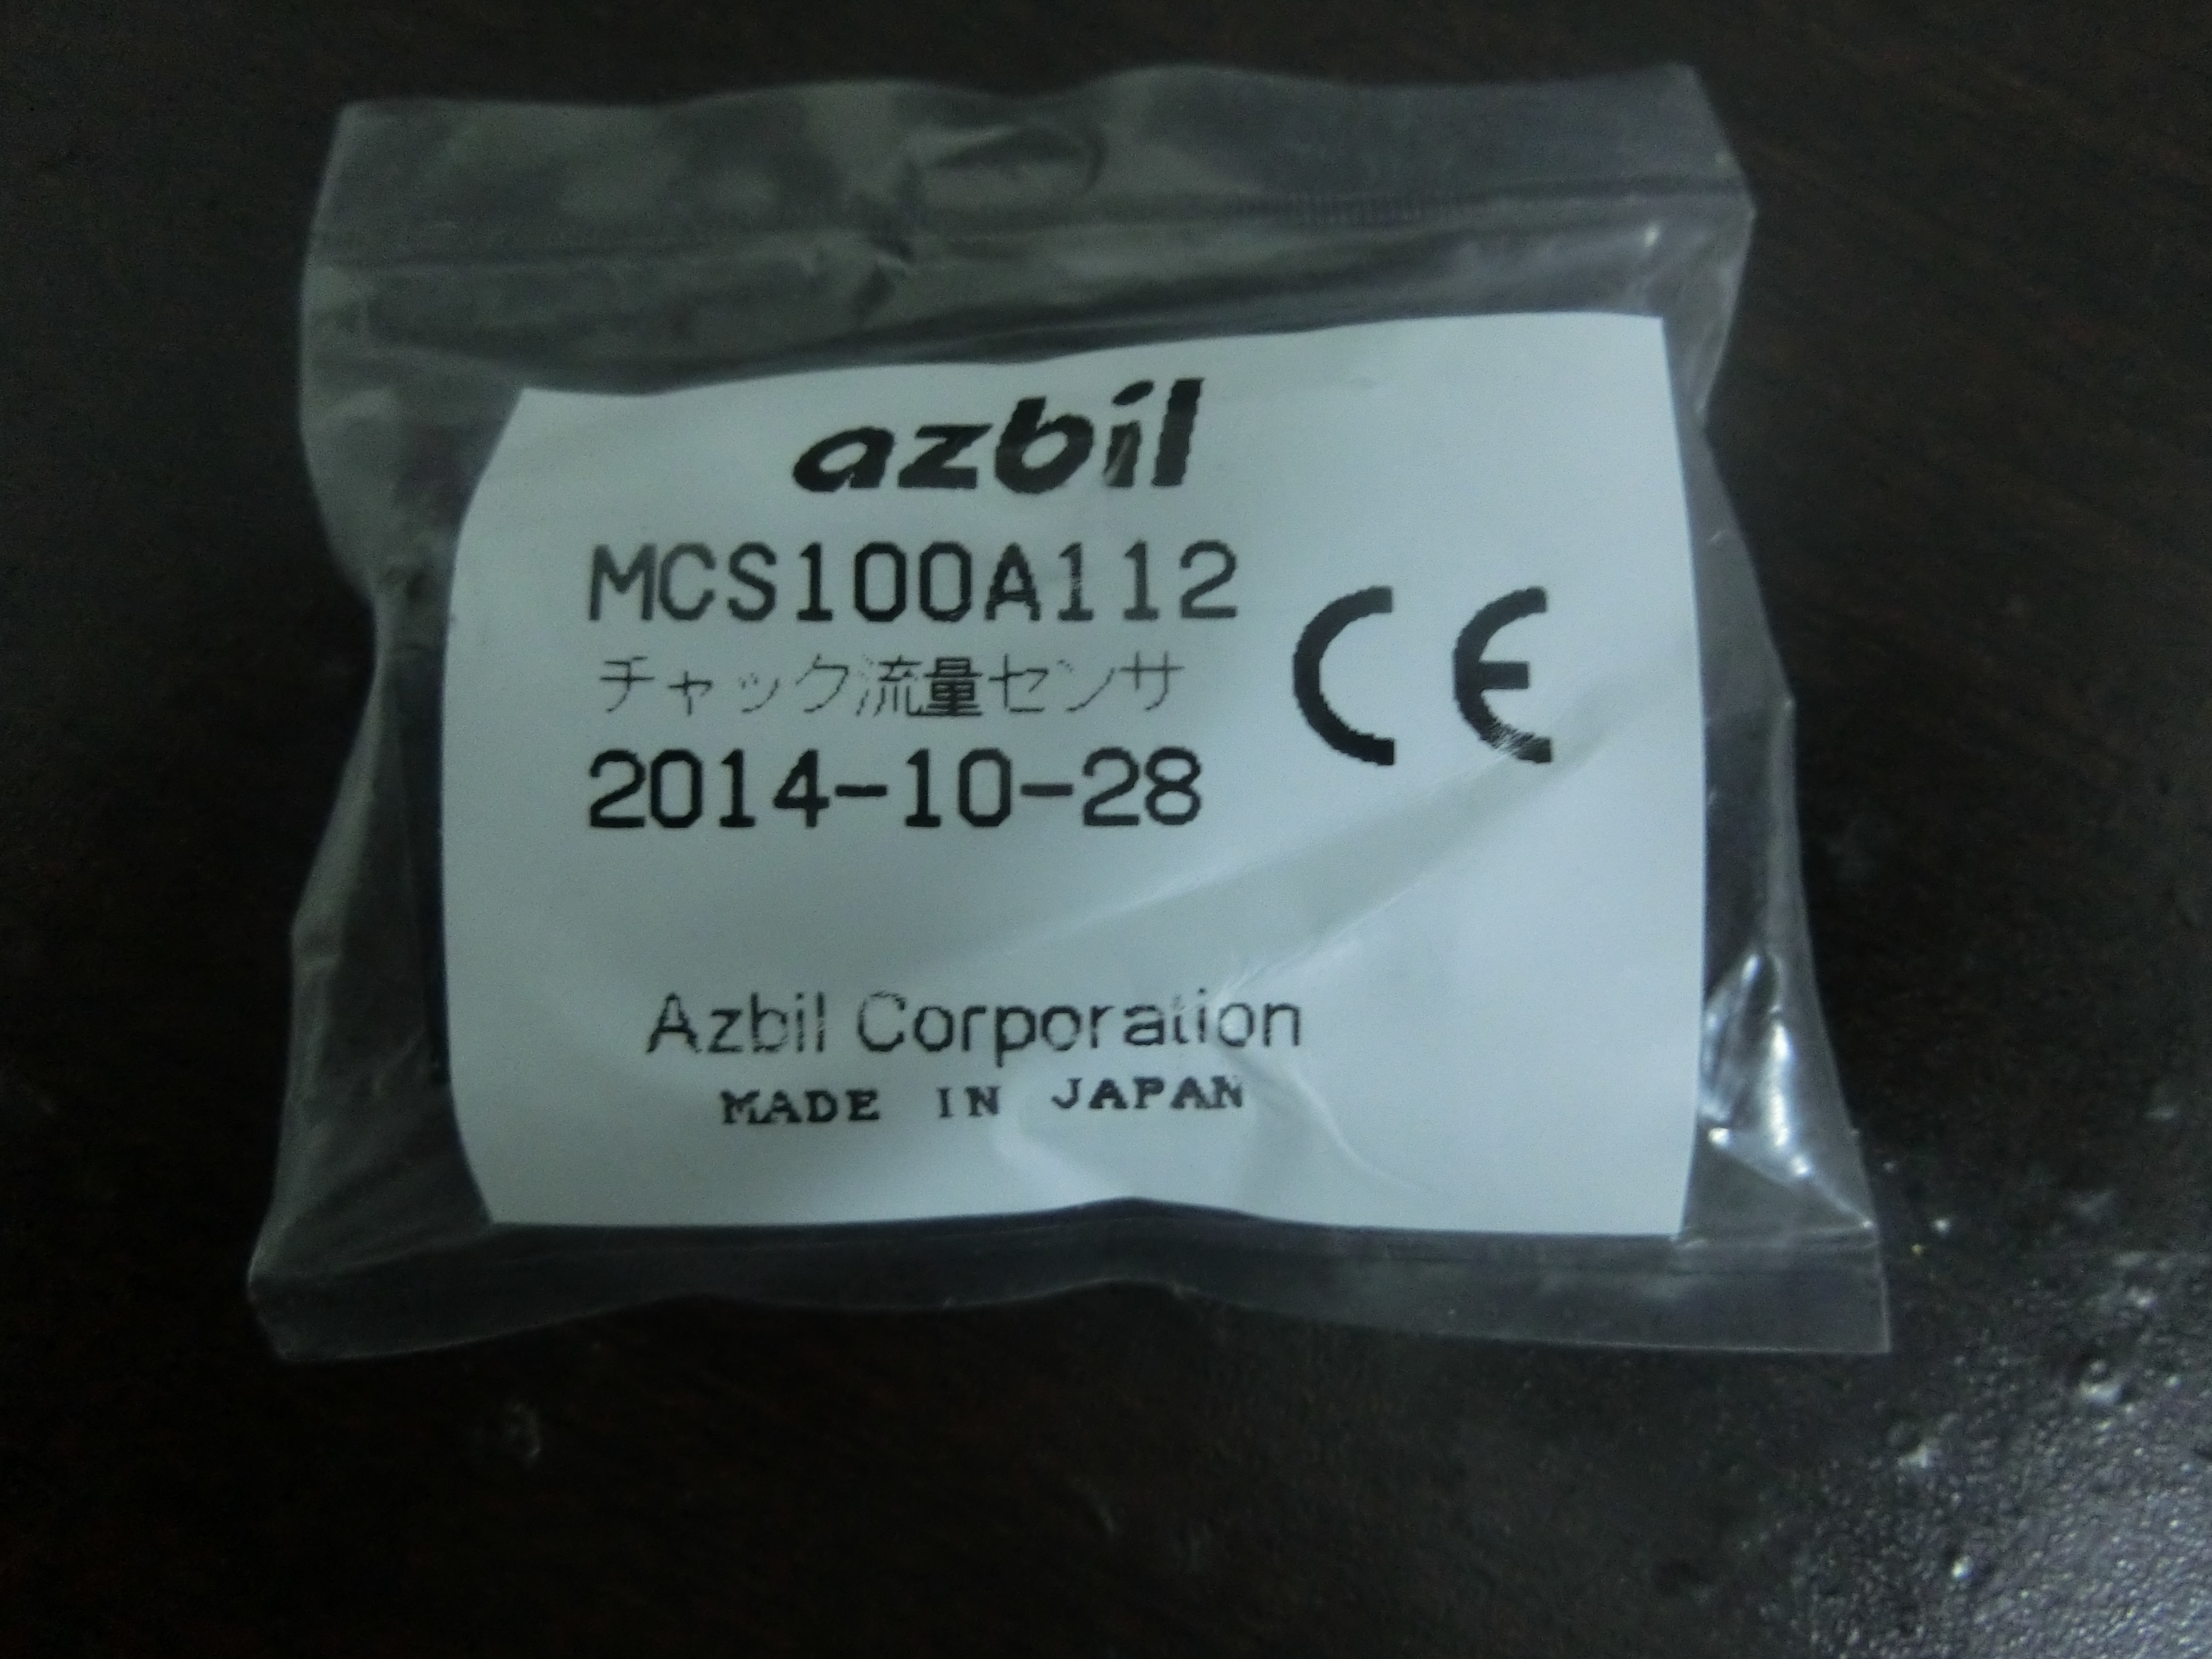 azbil
MCS100A112
チャック流量センサ
CE
2014-10-28
Azbil Corporation
MADE IN JAPAN